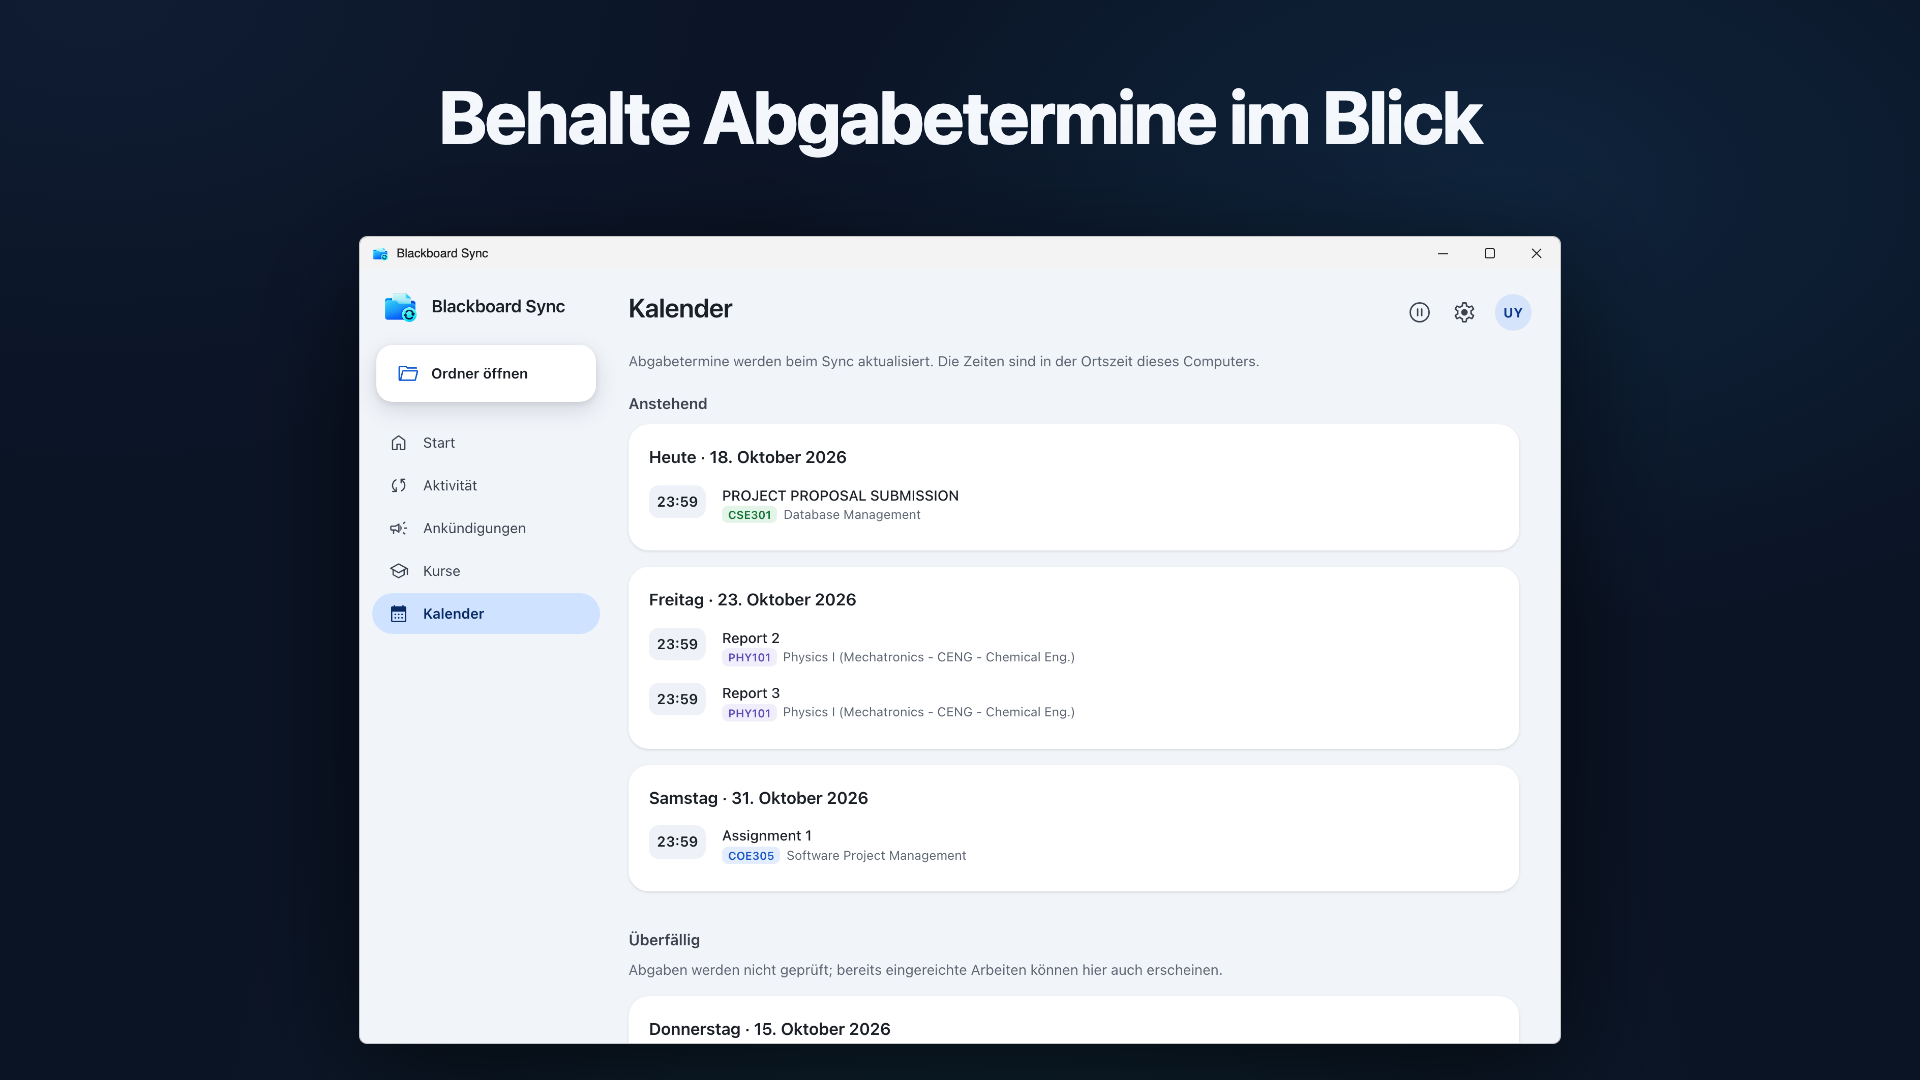 Behalte Abgabetermine im Blick
Blackboard Sync
Blackboard Sync
Ordner öffnen
Start
Aktivität
Ankündigungen
Kurse
Kalender
Kalender
UY
Abgabetermine werden beim Sync aktualisiert. Die Zeiten sind in der Ortszeit dieses Computers.
Anstehend
Heute · 18. Oktober 2026
23:59
PROJECT PROPOSAL SUBMISSION
CSE301 Database Management
Freitag · 23. Oktober 2026
23:59
Report 2
PHY101 Physics I (Mechatronics - CENG - Chemical Eng.)
23:59
Report 3
PHY101 Physics I (Mechatronics - CENG - Chemical Eng.)
Samstag · 31. Oktober 2026
23:59
Assignment 1
COE305 Software Project Management
Überfällig
Abgaben werden nicht geprüft; bereits eingereichte Arbeiten können hier auch erscheinen.
Donnerstag · 15. Oktober 2026